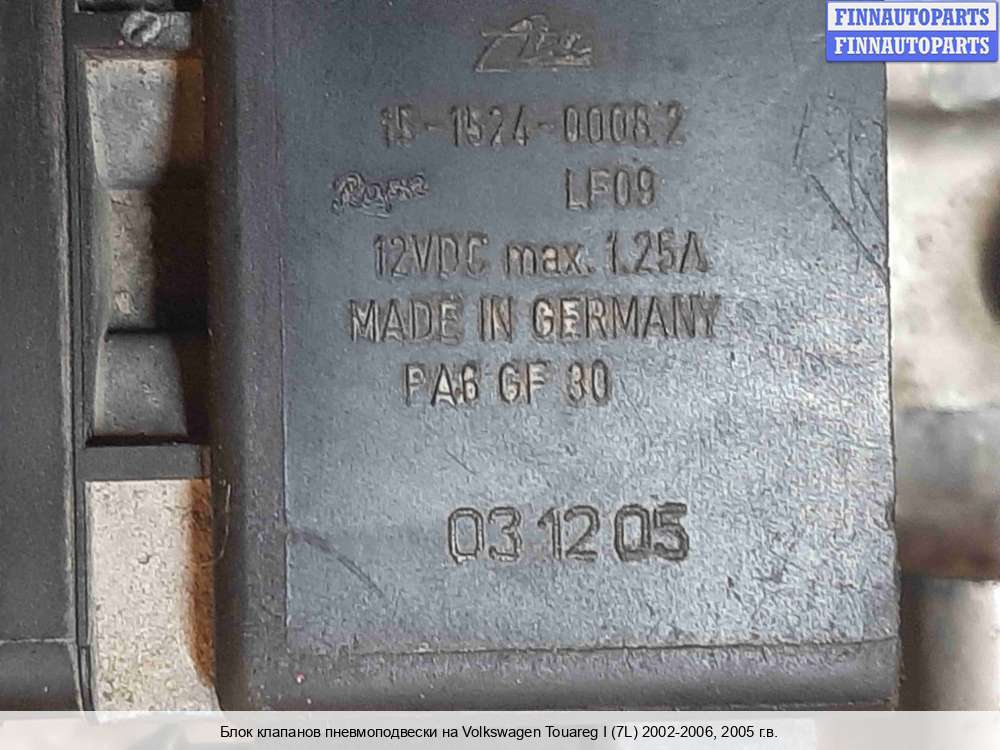 FINNAUTOPARTS
FINNAUTOPARTS
Ate
15-1524-0008.2
LF09
12VDC max. 1.25A
MADE IN GERMANY
PA6 GF 30
03 12 05
Блок клапанов пневмоподвески на Volkswagen Touareg I (7L) 2002-2006, 2005 г.в.